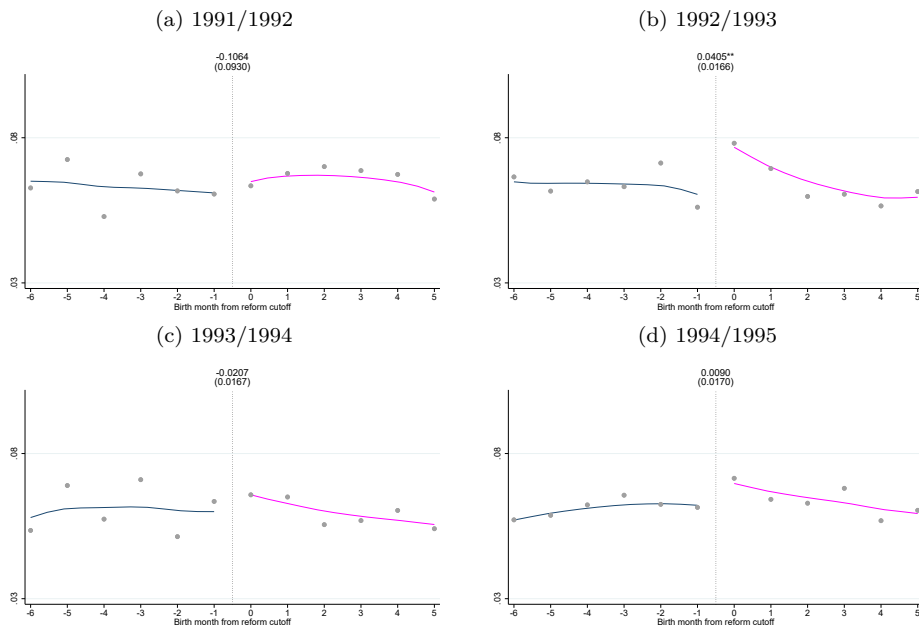 (a) 1991/1992
-0.1064
(0.0930)
.08
.03
-6 -5 -4 -3 -2 -1 0 1 2 3 4 5
Birth month from reform cutoff
(b) 1992/1993
0.0405**
(0.0166)
.08
.03
-6 -5 -4 -3 -2 -1 0 1 2 3 4 5
Birth month from reform cutoff
(c) 1993/1994
-0.0207
(0.0167)
.08
.03
-6 -5 -4 -3 -2 -1 0 1 2 3 4 5
Birth month from reform cutoff
(d) 1994/1995
0.0090
(0.0170)
.08
.03
-6 -5 -4 -3 -2 -1 0 1 2 3 4 5
Birth month from reform cutoff